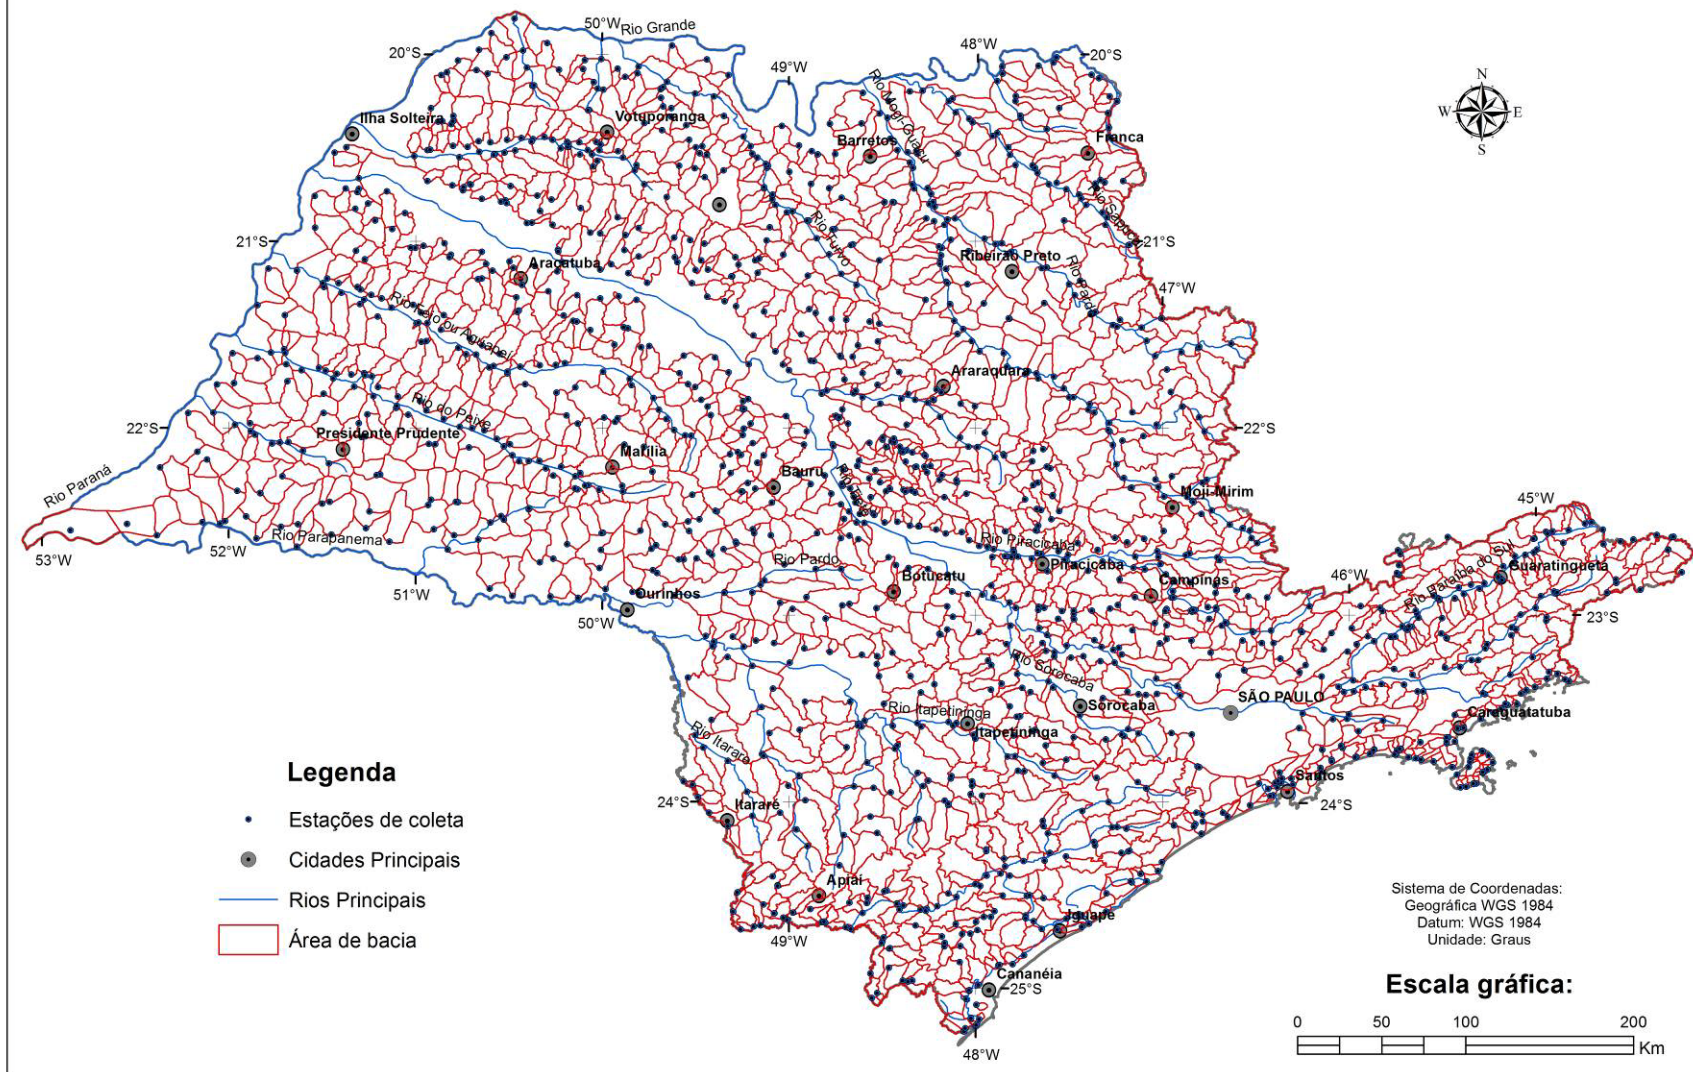 50°W
Rio Grande
20°S
48°W
20°S
49°W
N
W
E
S
Rio Mogi-Guaçu
Ilha Solteira
Votuporanga
Barretos
Franca
Rio Sapucaí
Rio Turvo
21°S
21°S
Araçatuba
Ribeirão Preto
Rio Pardo
47°W
Rio Feio ou Aguapeí
Araraquara
Rio do Peixe
22°S
22°S
Presidente Prudente
Marília
Bauru
Rio Tietê
Rio Paraná
Moji-Mirim
45°W
53°W
52°W
Rio Parapanema
Rio Piracicaba
Rio Pardo
Piracicaba
Botucatu
Campinas
46°W
Rio Paraíba do Sul
Guaratinguetá
51°W
Ourinhos
50°W
23°S
Rio Sorocaba
SÃO PAULO
Sorocaba
Rio Itapetininga
Itapetininga
Caraguatatuba
Rio Itararé
Santos
24°S
24°S
Itararé
Legenda
Estações de coleta
Cidades Principais
Rios Principais
Área de bacia
Apiaí
Iguape
49°W
Cananéia
25°S
48°W
Sistema de Coordenadas:
Geográfica WGS 1984
Datum: WGS 1984
Unidade: Graus
Escala gráfica:
0 50 100 200
Km